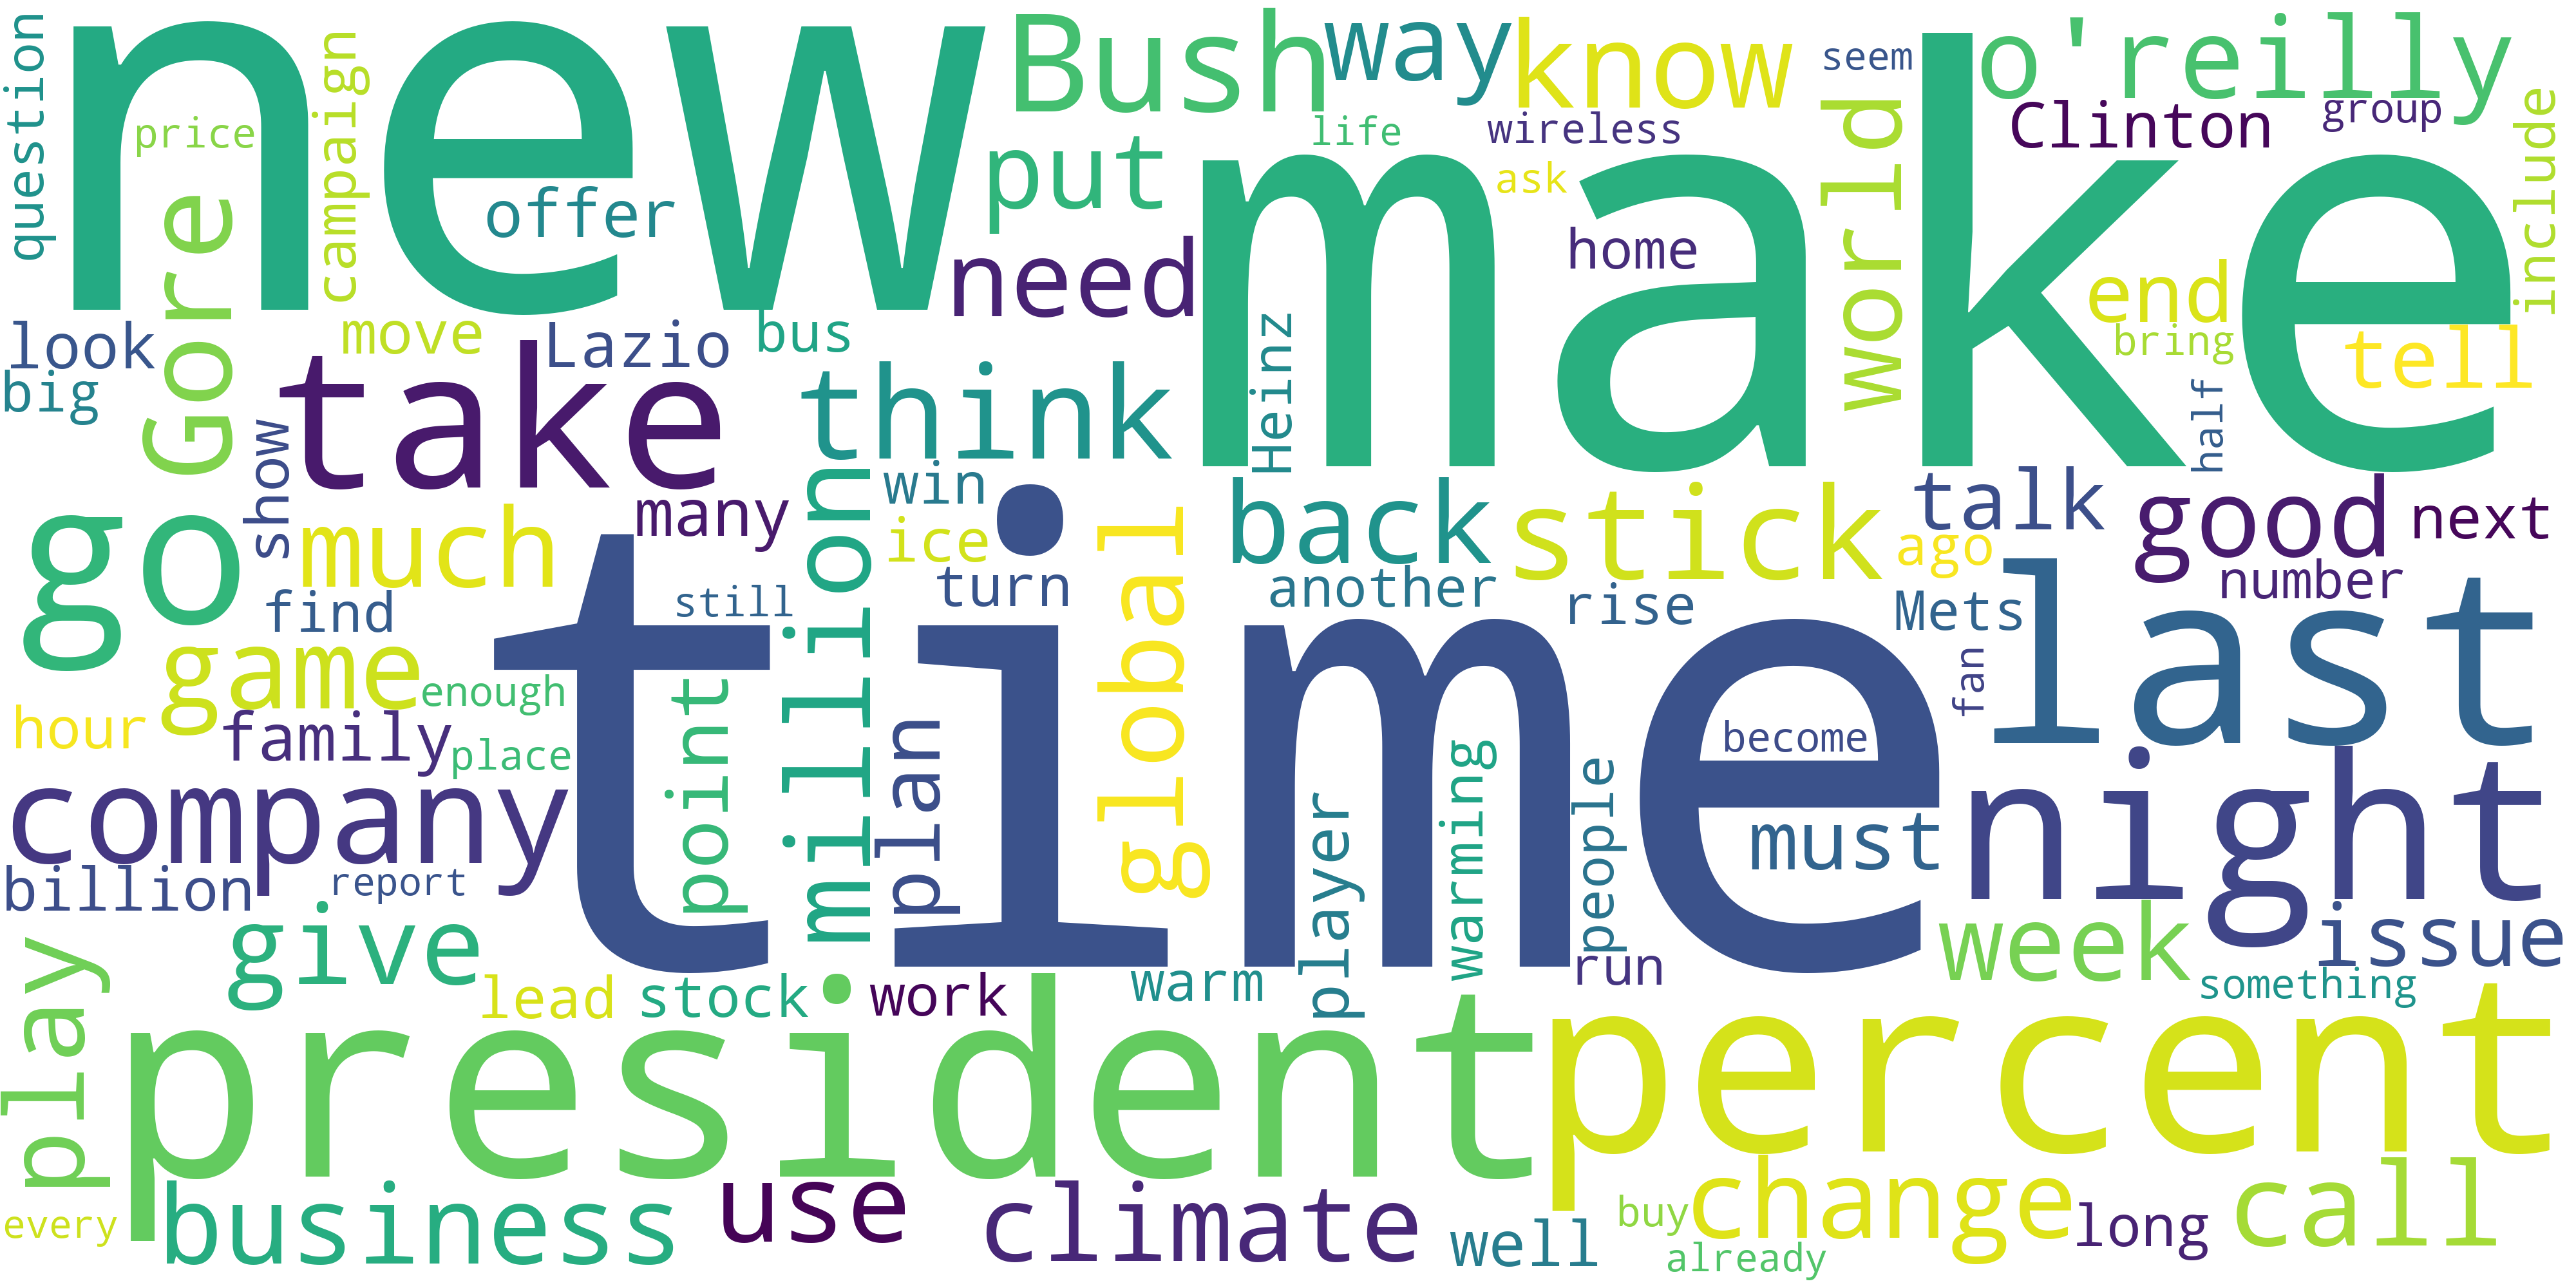 new
make
time
Bush
way
know
seem
o'reilly
question
price
campaign
Gore
offer
put
life
wireless
ask
world
Clinton
group
include
need
home
end
bring
tell
look
big
move
Lazio
bus
take
think
Heinz
half
show
go
much
many
million
win
ice
global
back
stick
talk
ago
good
next
number
find
still
turn
another
rise
Mets
last
game
enough
hour
family
place
point
plan
become
fan
night
company
player
warming
people
must
billion
report
give
week
issue
something
play
lead
stock
work
warm
run
president
percent
business
use
climate
well
buy
already
change
long
call
every